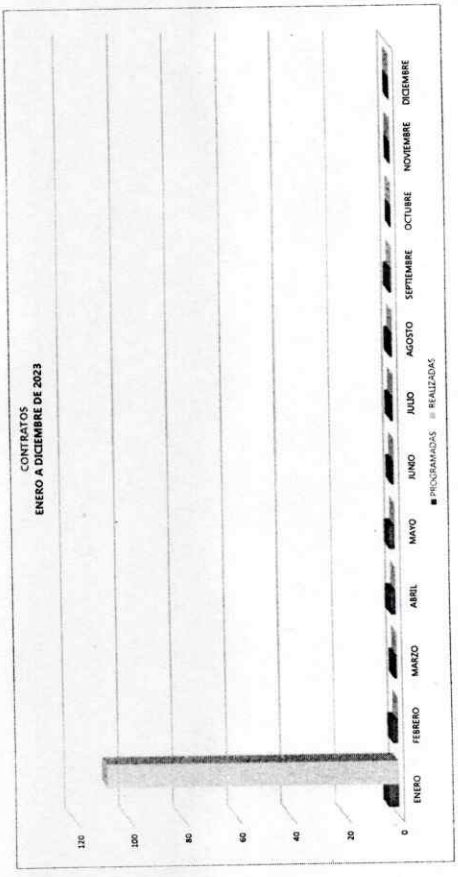 CONTRATOS
ENERO A DICIEMBRE DE 2023
120
100
80
60
40
20
0
ENERO FEBRERO MARZO ABRIL MAYO JUNIO JULIO AGOSTO SEPTIEMBRE OCTUBRE NOVIEMBRE DICIEMBRE
■ PROGRAMADAS ■ REALIZADAS